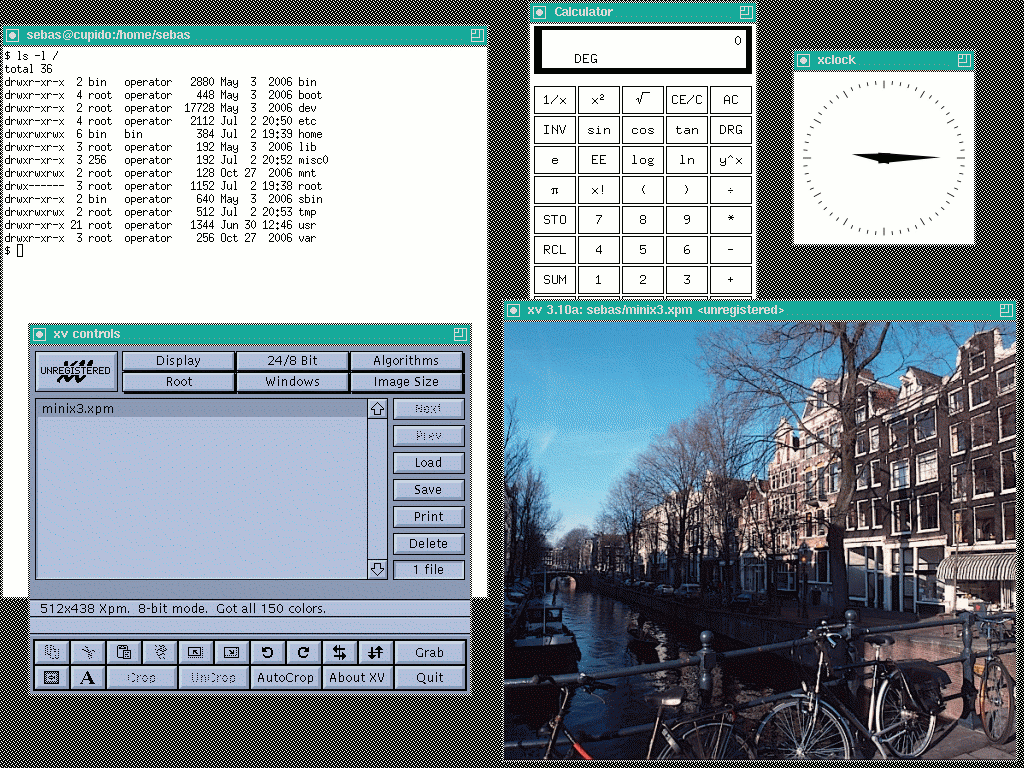 sebas@cupido:/home/sebas
$ ls -l /
total 36
drwxr-xr-x 2 bin operator 2880 May 3 2006 bin
drwxr-xr-x 4 root operator 448 May 3 2006 boot
drwxr-xr-x 2 root operator 17728 May 3 2006 dev
drwxr-xr-x 4 root operator 2112 Jul 2 20:50 etc
drwxrwxrwx 6 bin bin 384 Jul 2 19:39 home
drwxr-xr-x 3 root operator 192 May 3 2006 lib
drwxr-xr-x 3 256 operator 192 Jul 2 20:52 misc0
drwxrwxrwx 2 root operator 128 Oct 27 2006 mnt
drwx------ 3 root operator 1152 Jul 2 19:38 root
drwxr-xr-x 2 bin operator 640 May 3 2006 sbin
drwxrwxrwx 2 root operator 512 Jul 2 20:53 tmp
drwxr-xr-x 21 root operator 1344 Jun 30 12:46 usr
drwxr-xr-x 3 root operator 256 Oct 27 2006 var
$
Calculator
0
DEG
1/x x² √ CE/C AC
INV sin cos tan DRG
e EE log ln y^x
π x! ( ) ÷
STO 7 8 9 *
RCL 4 5 6 -
SUM 1 2 3 +
xclock
xv controls
UNREGISTERED
Display 24/8 Bit Algorithms
Root Windows Image Size
minix3.xpm
Next
Prev
Load
Save
Print
Delete
1 file
512x438 Xpm. 8-bit mode. Got all 150 colors.
Grab
A Crop UnCrop AutoCrop About XV Quit
xv 3.10a: sebas/minix3.xpm <unregistered>